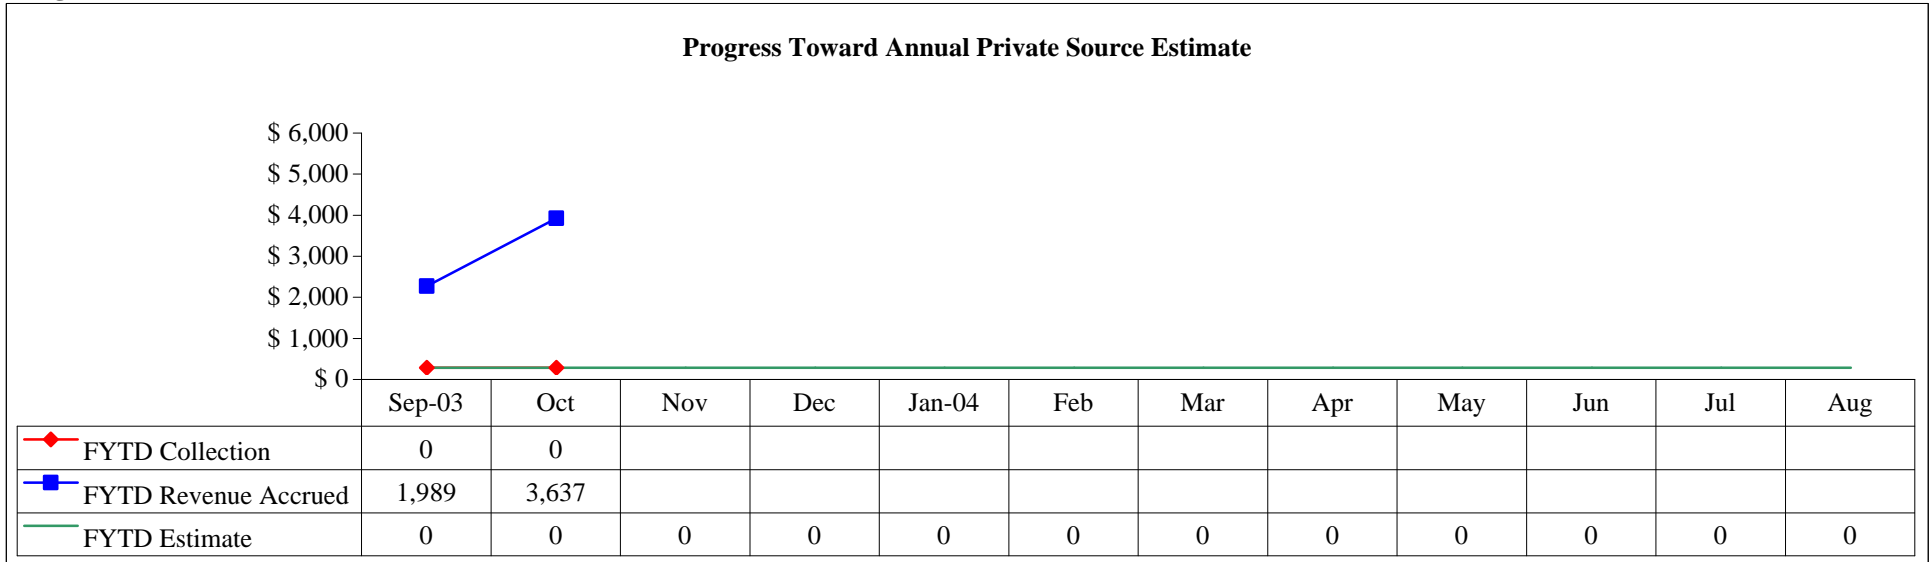 Progress Toward Annual Private Source Estimate
$ 6,000
$ 5,000
$ 4,000
$ 3,000
$ 2,000
$ 1,000
$ 0
Sep-03 Oct Nov Dec Jan-04 Feb Mar Apr May Jun Jul Aug
FYTD Collection 0 0
FYTD Revenue Accrued 1,989 3,637
FYTD Estimate 0 0 0 0 0 0 0 0 0 0 0 0